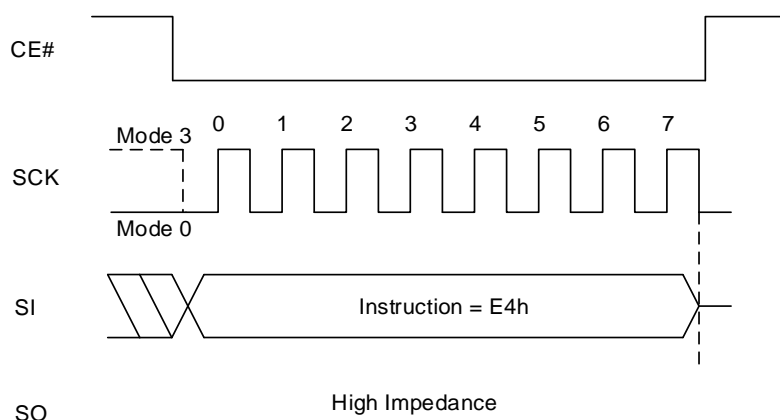 CE#
0 1 2 3 4 5 6 7
Mode 3
SCK
Mode 0
SI
Instruction = E4h
High Impedance
SO